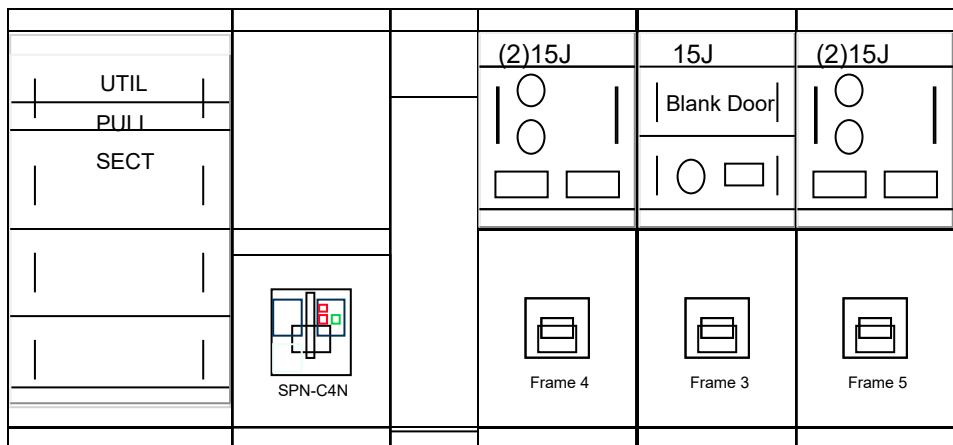 (2)15J
15J
(2)15J
UTIL
PULL
SECT
Blank Door
SPN-C4N
Frame 4
Frame 3
Frame 5